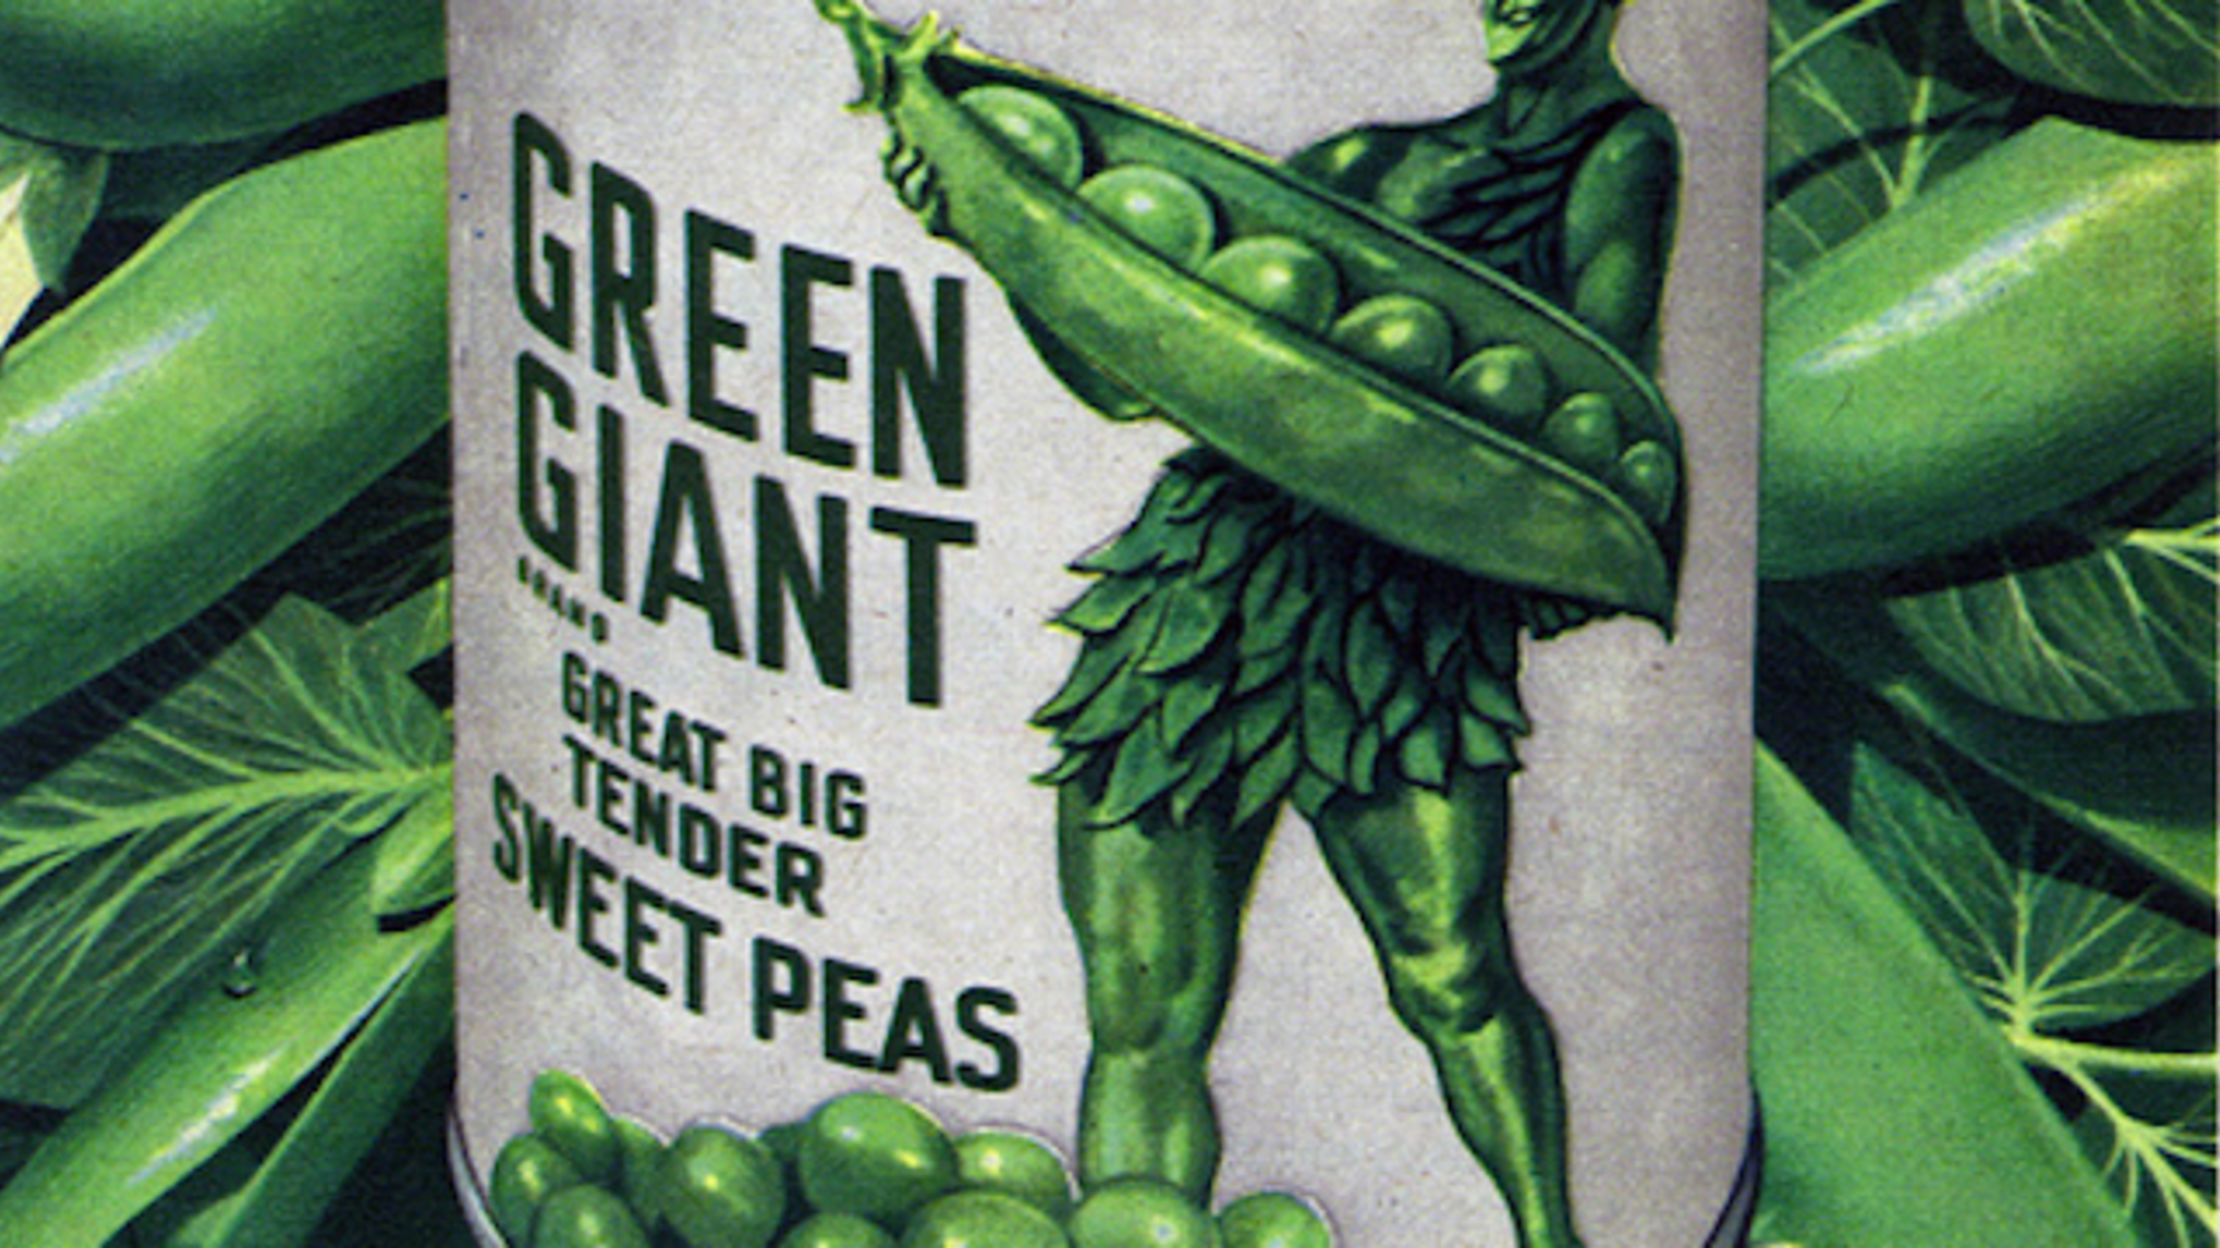 GREEN
GIANT
BRAND
GREAT BIG
TENDER
SWEET PEAS